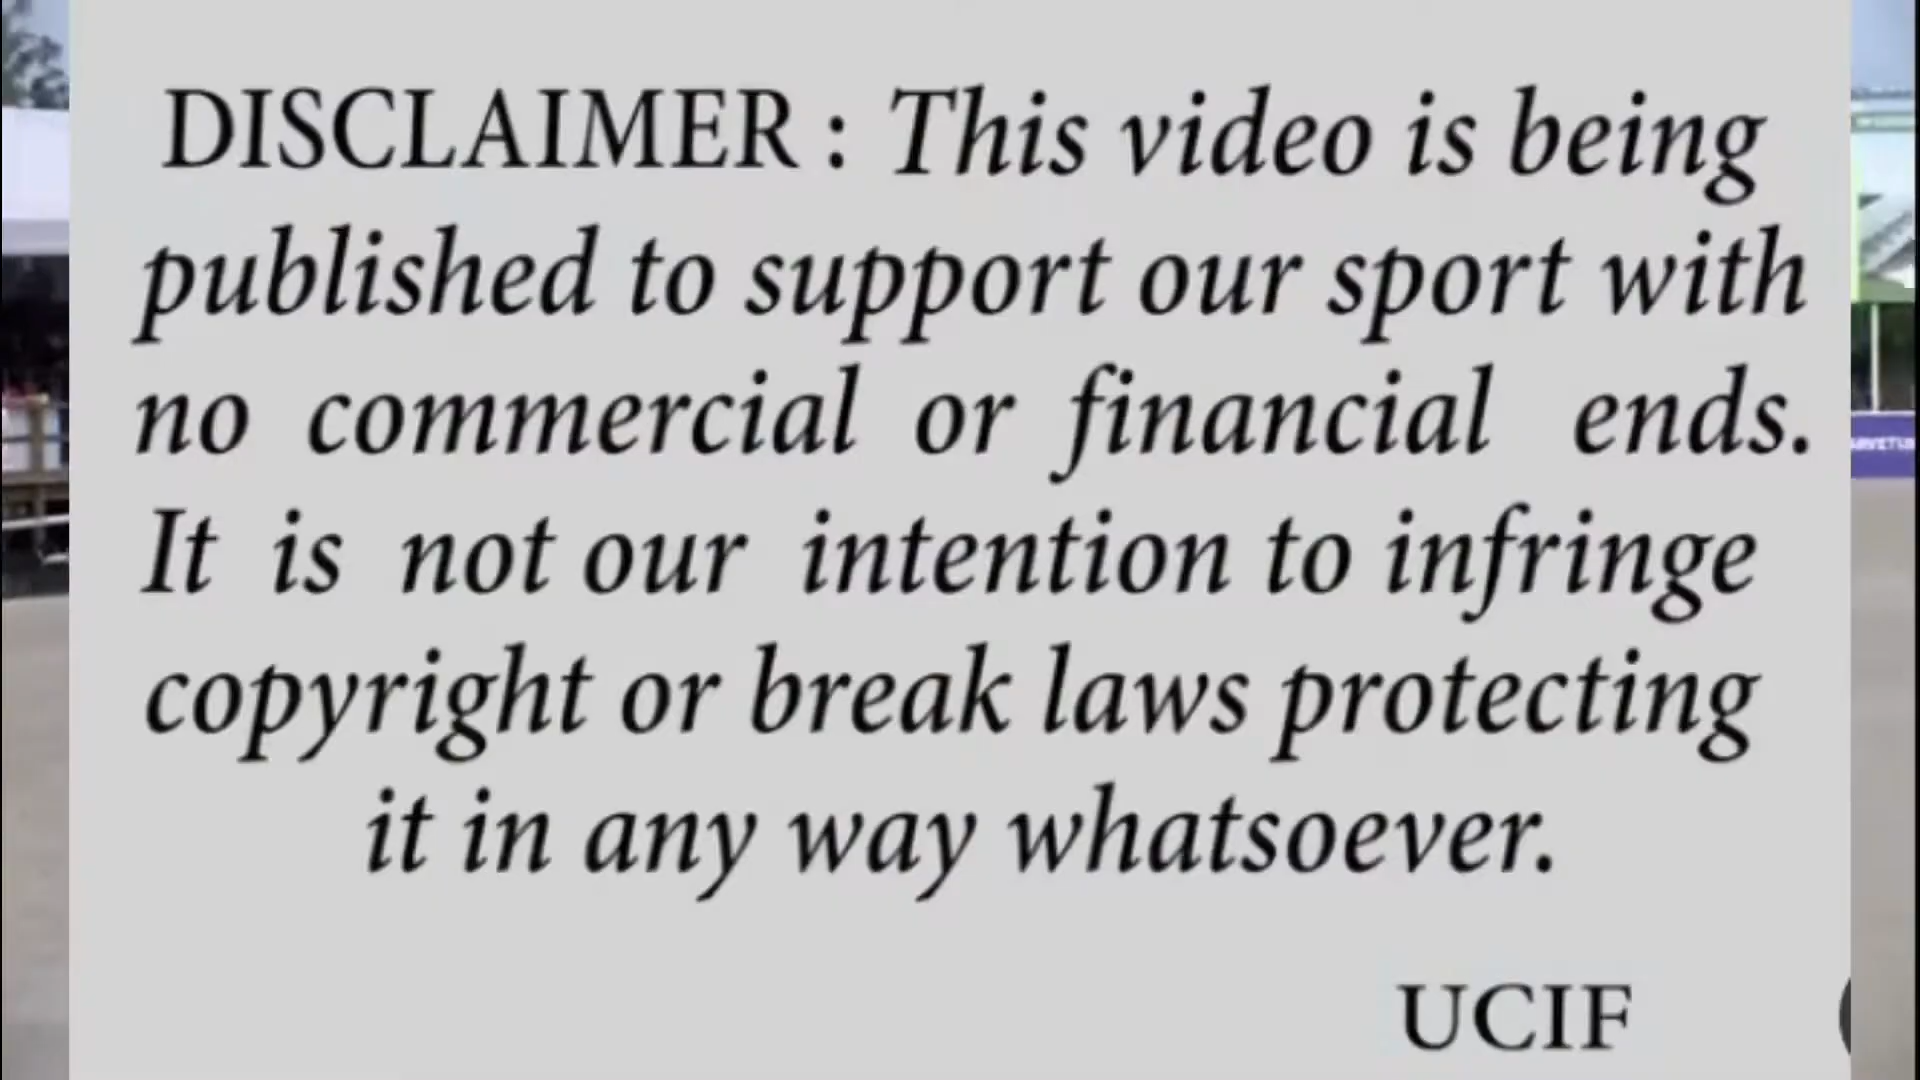 DISCLAIMER : This video is being
published to support our sport with
no commercial or financial ends.
It is not our intention to infringe
copyright or break laws protecting
it in any way whatsoever.
UCIF